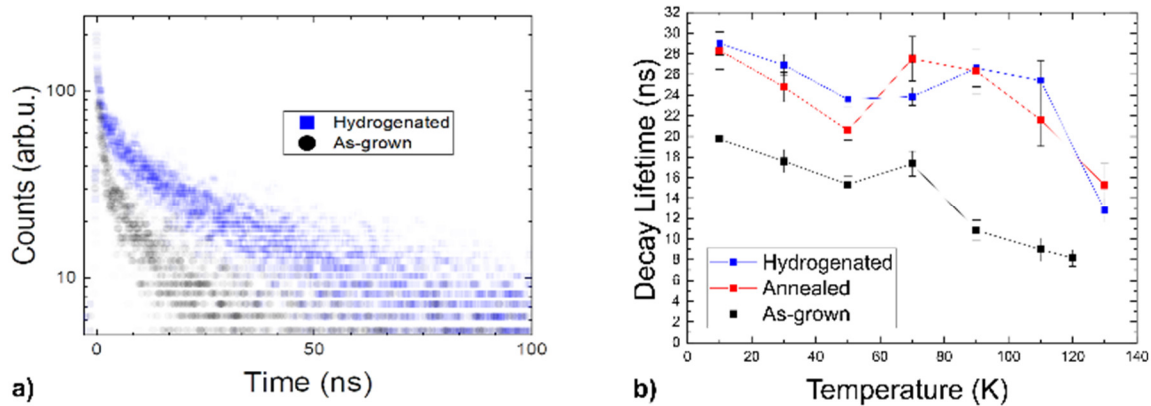 100
10
Counts (arb.u.)
Hydrogenated
As-grown
0
50
100
Time (ns)
a)
32
30
28
26
24
22
20
18
16
14
12
10
8
6
4
2
0
Decay Lifetime (ns)
Hydrogenated
Annealed
As-grown
0
20
40
60
80
100
120
140
Temperature (K)
b)